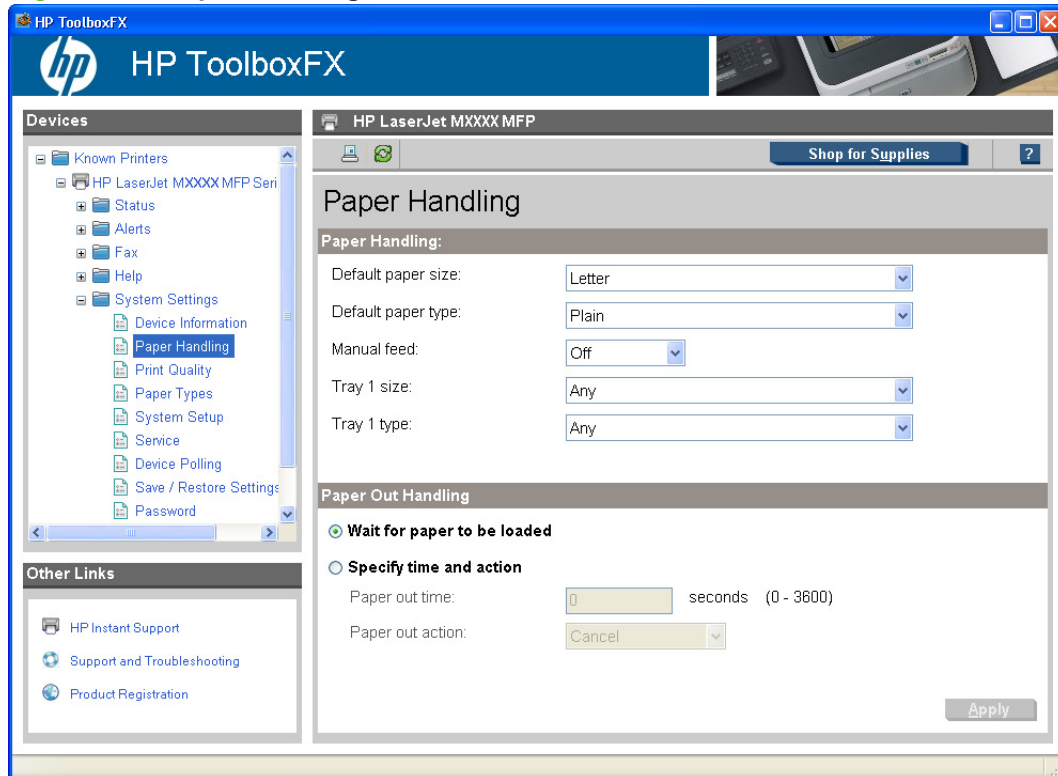 HP ToolboxFX
hp HP ToolboxFX
Devices
Known Printers
HP LaserJet MXXXX MFP Seri
Status
Alerts
Fax
Help
System Settings
Device Information
Paper Handling
Print Quality
Paper Types
System Setup
Service
Device Polling
Save / Restore Settings
Password
Other Links
HP Instant Support
Support and Troubleshooting
Product Registration
HP LaserJet MXXXX MFP
Shop for Supplies ?
Paper Handling
Paper Handling:
Default paper size: Letter
Default paper type: Plain
Manual feed: Off
Tray 1 size: Any
Tray 1 type: Any
Paper Out Handling
Wait for paper to be loaded
Specify time and action
Paper out time: 0 seconds (0 - 3600)
Paper out action: Cancel
Apply